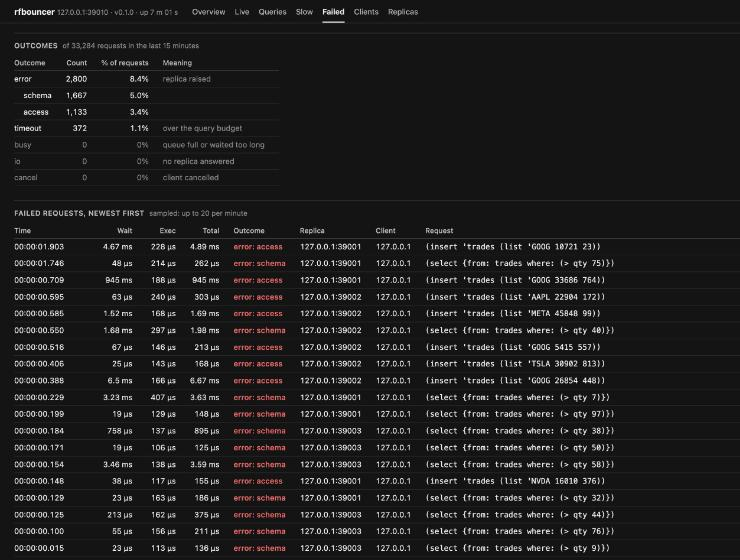 rfbouncer 127.0.0.1:39010 · v0.1.0 · up 7 m 01 s Overview Live Queries Slow Failed Clients Replicas
OUTCOMES of 33,284 requests in the last 15 minutes
Outcome Count % of requests Meaning
error 2,800 8.4% replica raised
schema 1,667 5.0%
access 1,133 3.4%
timeout 372 1.1% over the query budget
busy 0 0% queue full or waited too long
io 0 0% no replica answered
cancel 0 0% client cancelled
FAILED REQUESTS, NEWEST FIRST sampled: up to 20 per minute
Time Wait Exec Total Outcome Replica Client Request
00:00:01.903 4.67 ms 228 µs 4.89 ms error: access 127.0.0.1:39001 127.0.0.1 (insert 'trades (list 'GOOG 10721 23))
00:00:01.746 48 µs 214 µs 262 µs error: schema 127.0.0.1:39001 127.0.0.1 (select {from: trades where: (> qty 75)})
00:00:00.709 945 ms 188 µs 945 ms error: access 127.0.0.1:39001 127.0.0.1 (insert 'trades (list 'GOOG 33686 764))
00:00:00.595 63 µs 240 µs 303 µs error: access 127.0.0.1:39002 127.0.0.1 (insert 'trades (list 'AAPL 22904 172))
00:00:00.585 1.52 ms 168 µs 1.69 ms error: access 127.0.0.1:39002 127.0.0.1 (insert 'trades (list 'META 45848 99))
00:00:00.550 1.68 ms 297 µs 1.98 ms error: schema 127.0.0.1:39002 127.0.0.1 (select {from: trades where: (> qty 40)})
00:00:00.516 67 µs 146 µs 213 µs error: access 127.0.0.1:39002 127.0.0.1 (insert 'trades (list 'GOOG 5415 557))
00:00:00.406 25 µs 143 µs 168 µs error: access 127.0.0.1:39002 127.0.0.1 (insert 'trades (list 'TSLA 30902 813))
00:00:00.388 6.5 ms 166 µs 6.67 ms error: access 127.0.0.1:39002 127.0.0.1 (insert 'trades (list 'GOOG 26854 448))
00:00:00.229 3.23 ms 407 µs 3.63 ms error: schema 127.0.0.1:39001 127.0.0.1 (select {from: trades where: (> qty 7)})
00:00:00.199 19 µs 129 µs 148 µs error: schema 127.0.0.1:39001 127.0.0.1 (select {from: trades where: (> qty 97)})
00:00:00.184 758 µs 137 µs 895 µs error: schema 127.0.0.1:39003 127.0.0.1 (select {from: trades where: (> qty 38)})
00:00:00.171 19 µs 106 µs 125 µs error: schema 127.0.0.1:39003 127.0.0.1 (select {from: trades where: (> qty 50)})
00:00:00.154 3.46 ms 138 µs 3.59 ms error: schema 127.0.0.1:39003 127.0.0.1 (select {from: trades where: (> qty 58)})
00:00:00.148 38 µs 117 µs 155 µs error: access 127.0.0.1:39001 127.0.0.1 (insert 'trades (list 'NVDA 16010 376))
00:00:00.129 23 µs 163 µs 186 µs error: schema 127.0.0.1:39001 127.0.0.1 (select {from: trades where: (> qty 32)})
00:00:00.125 213 µs 162 µs 375 µs error: schema 127.0.0.1:39003 127.0.0.1 (select {from: trades where: (> qty 44)})
00:00:00.100 55 µs 156 µs 211 µs error: schema 127.0.0.1:39003 127.0.0.1 (select {from: trades where: (> qty 76)})
00:00:00.015 23 µs 113 µs 136 µs error: schema 127.0.0.1:39003 127.0.0.1 (select {from: trades where: (> qty 9)})